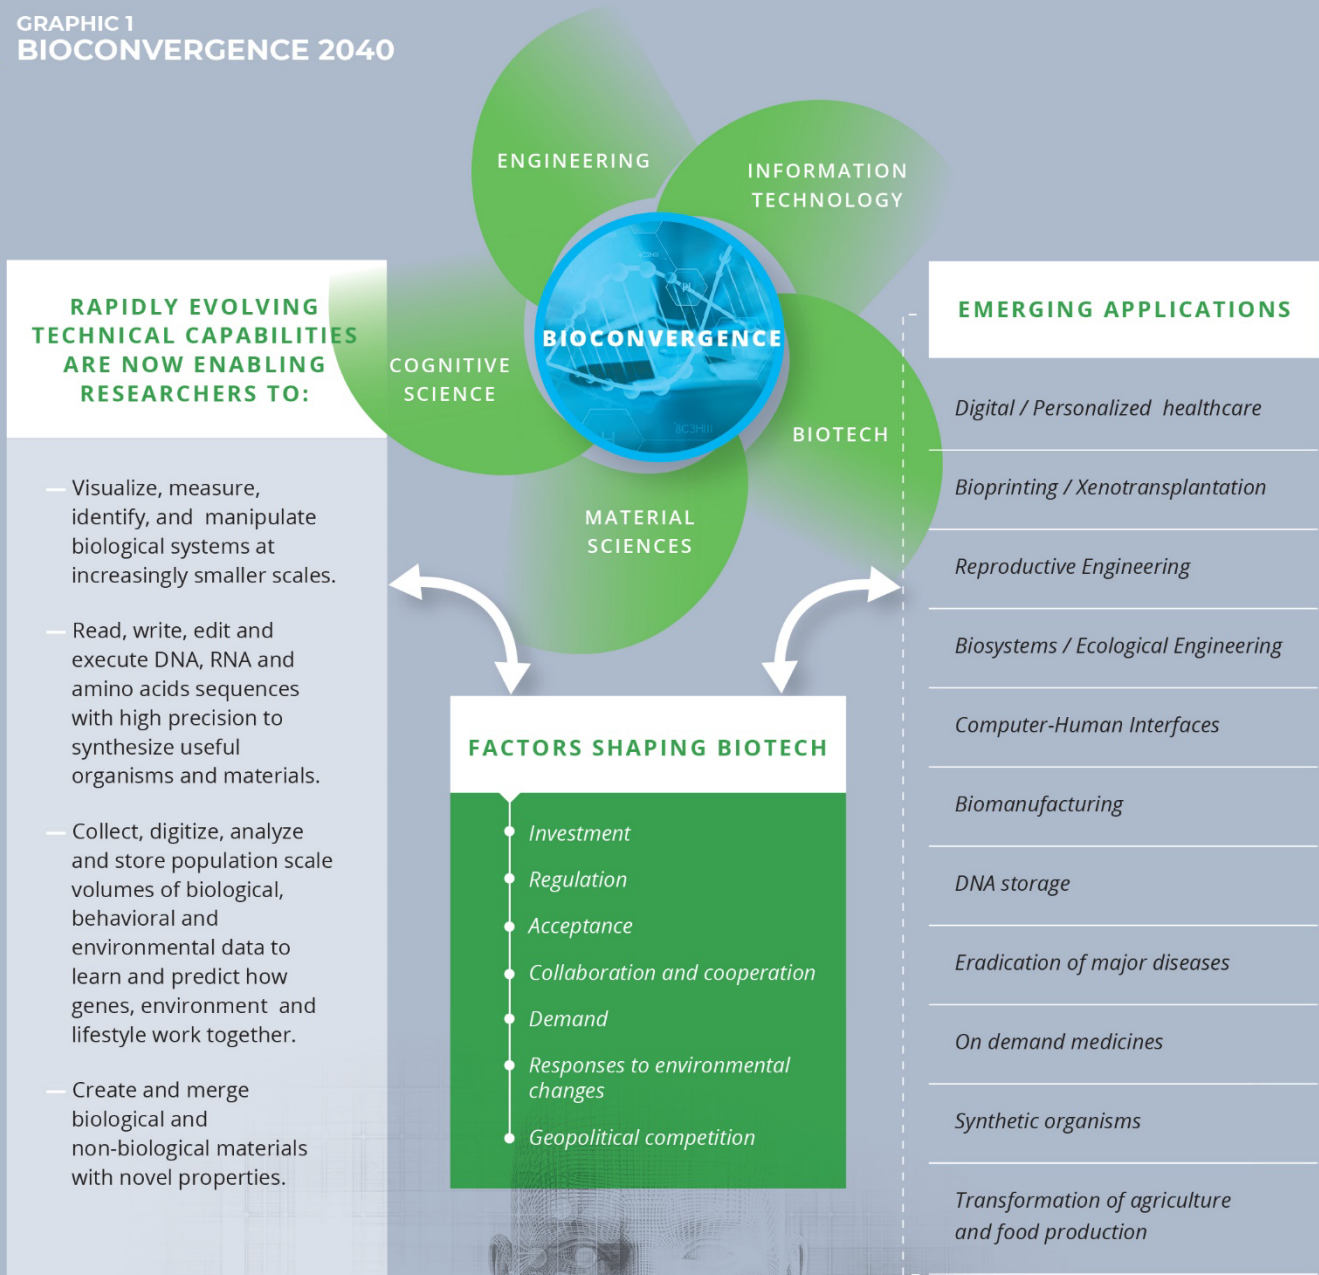 GRAPHIC 1
BIOCONVERGENCE 2040
ENGINEERING
INFORMATION
TECHNOLOGY
BIOCONVERGENCE
COGNITIVE
SCIENCE
BIOTECH
MATERIAL
SCIENCES
RAPIDLY EVOLVING
TECHNICAL CAPABILITIES
ARE NOW ENABLING
RESEARCHERS TO:
— Visualize, measure,
identify, and manipulate
biological systems at
increasingly smaller scales.
— Read, write, edit and
execute DNA, RNA and
amino acids sequences
with high precision to
synthesize useful
organisms and materials.
— Collect, digitize, analyze
and store population scale
volumes of biological,
behavioral and
environmental data to
learn and predict how
genes, environment and
lifestyle work together.
— Create and merge
biological and
non-biological materials
with novel properties.
FACTORS SHAPING BIOTECH
Investment
Regulation
Acceptance
Collaboration and cooperation
Demand
Responses to environmental
changes
Geopolitical competition
EMERGING APPLICATIONS
Digital / Personalized healthcare
Bioprinting / Xenotransplantation
Reproductive Engineering
Biosystems / Ecological Engineering
Computer-Human Interfaces
Biomanufacturing
DNA storage
Eradication of major diseases
On demand medicines
Synthetic organisms
Transformation of agriculture
and food production